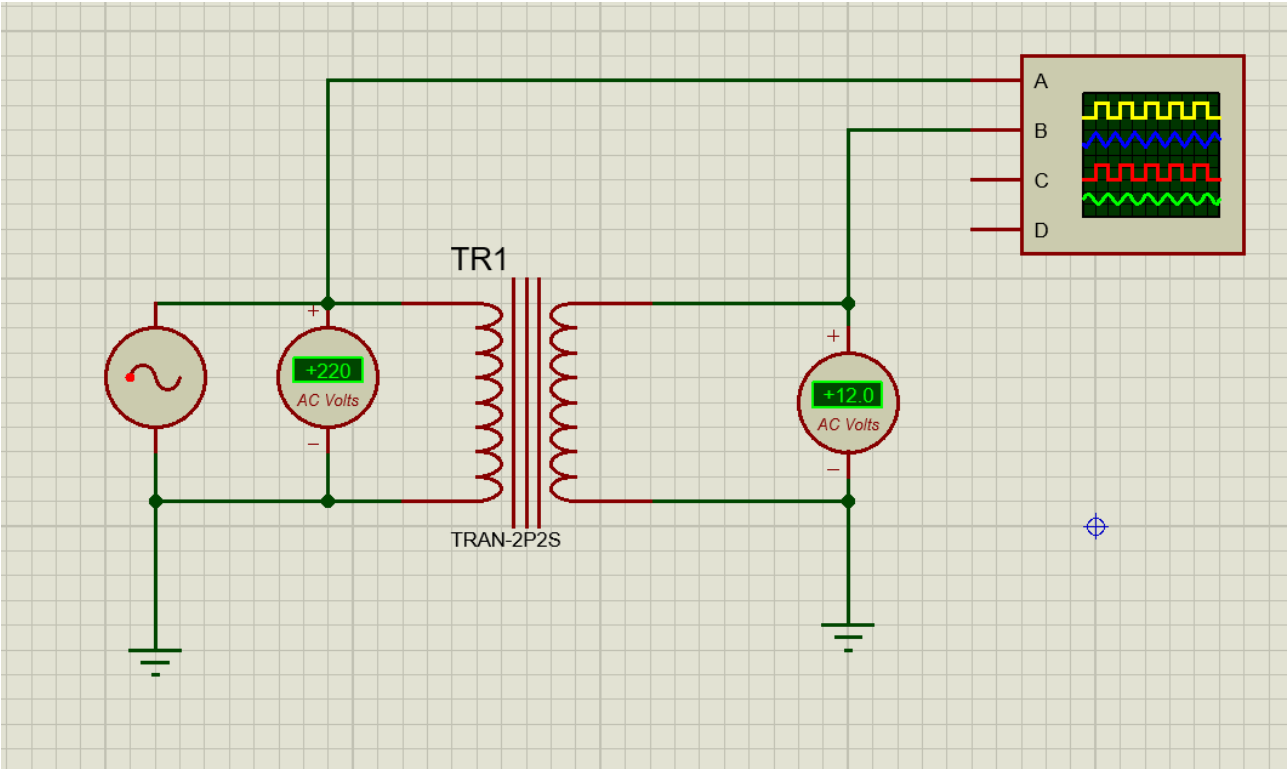 A
B
C
D
TR1
+
+220
AC Volts
−
+
+12.0
AC Volts
−
TRAN-2P2S